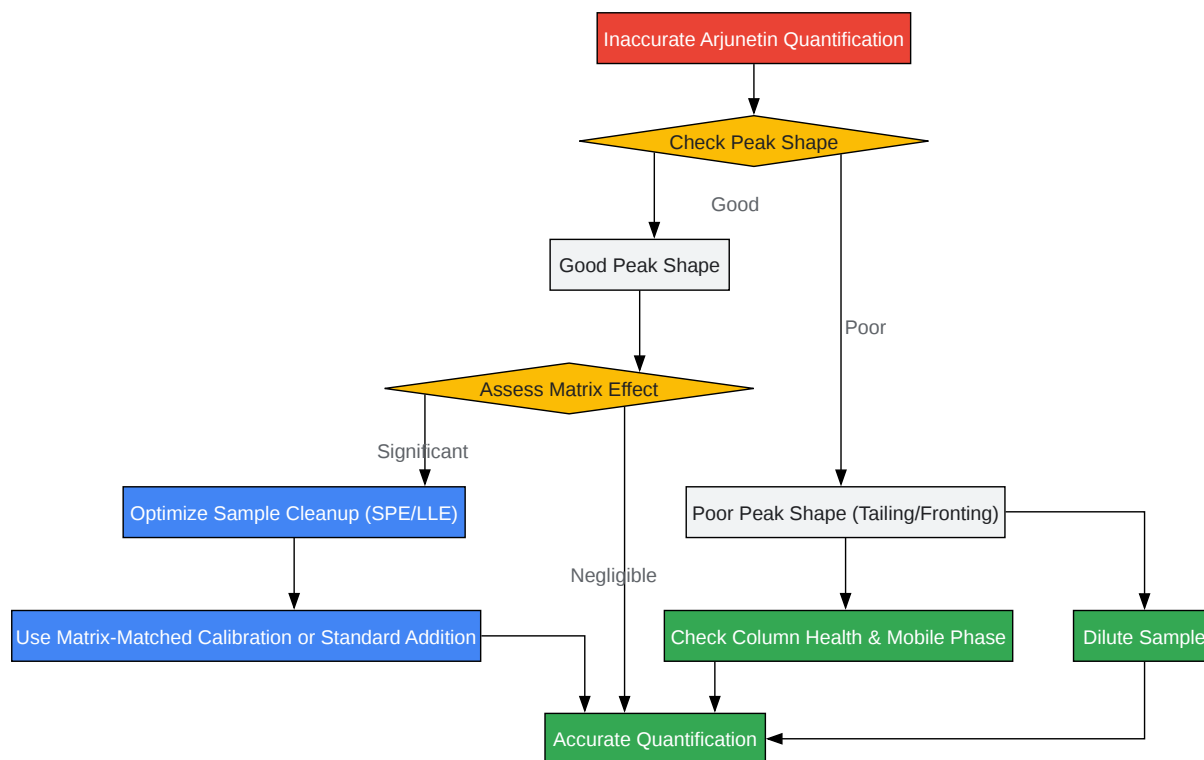 Inaccurate Arjunetin Quantification
Check Peak Shape
Good
Good Peak Shape
Poor
Assess Matrix Effect
Significant
Optimize Sample Cleanup (SPE/LLE)
Poor Peak Shape (Tailing/Fronting)
Negligible
Use Matrix-Matched Calibration or Standard Addition
Check Column Health & Mobile Phase
Dilute Sample
Accurate Quantification